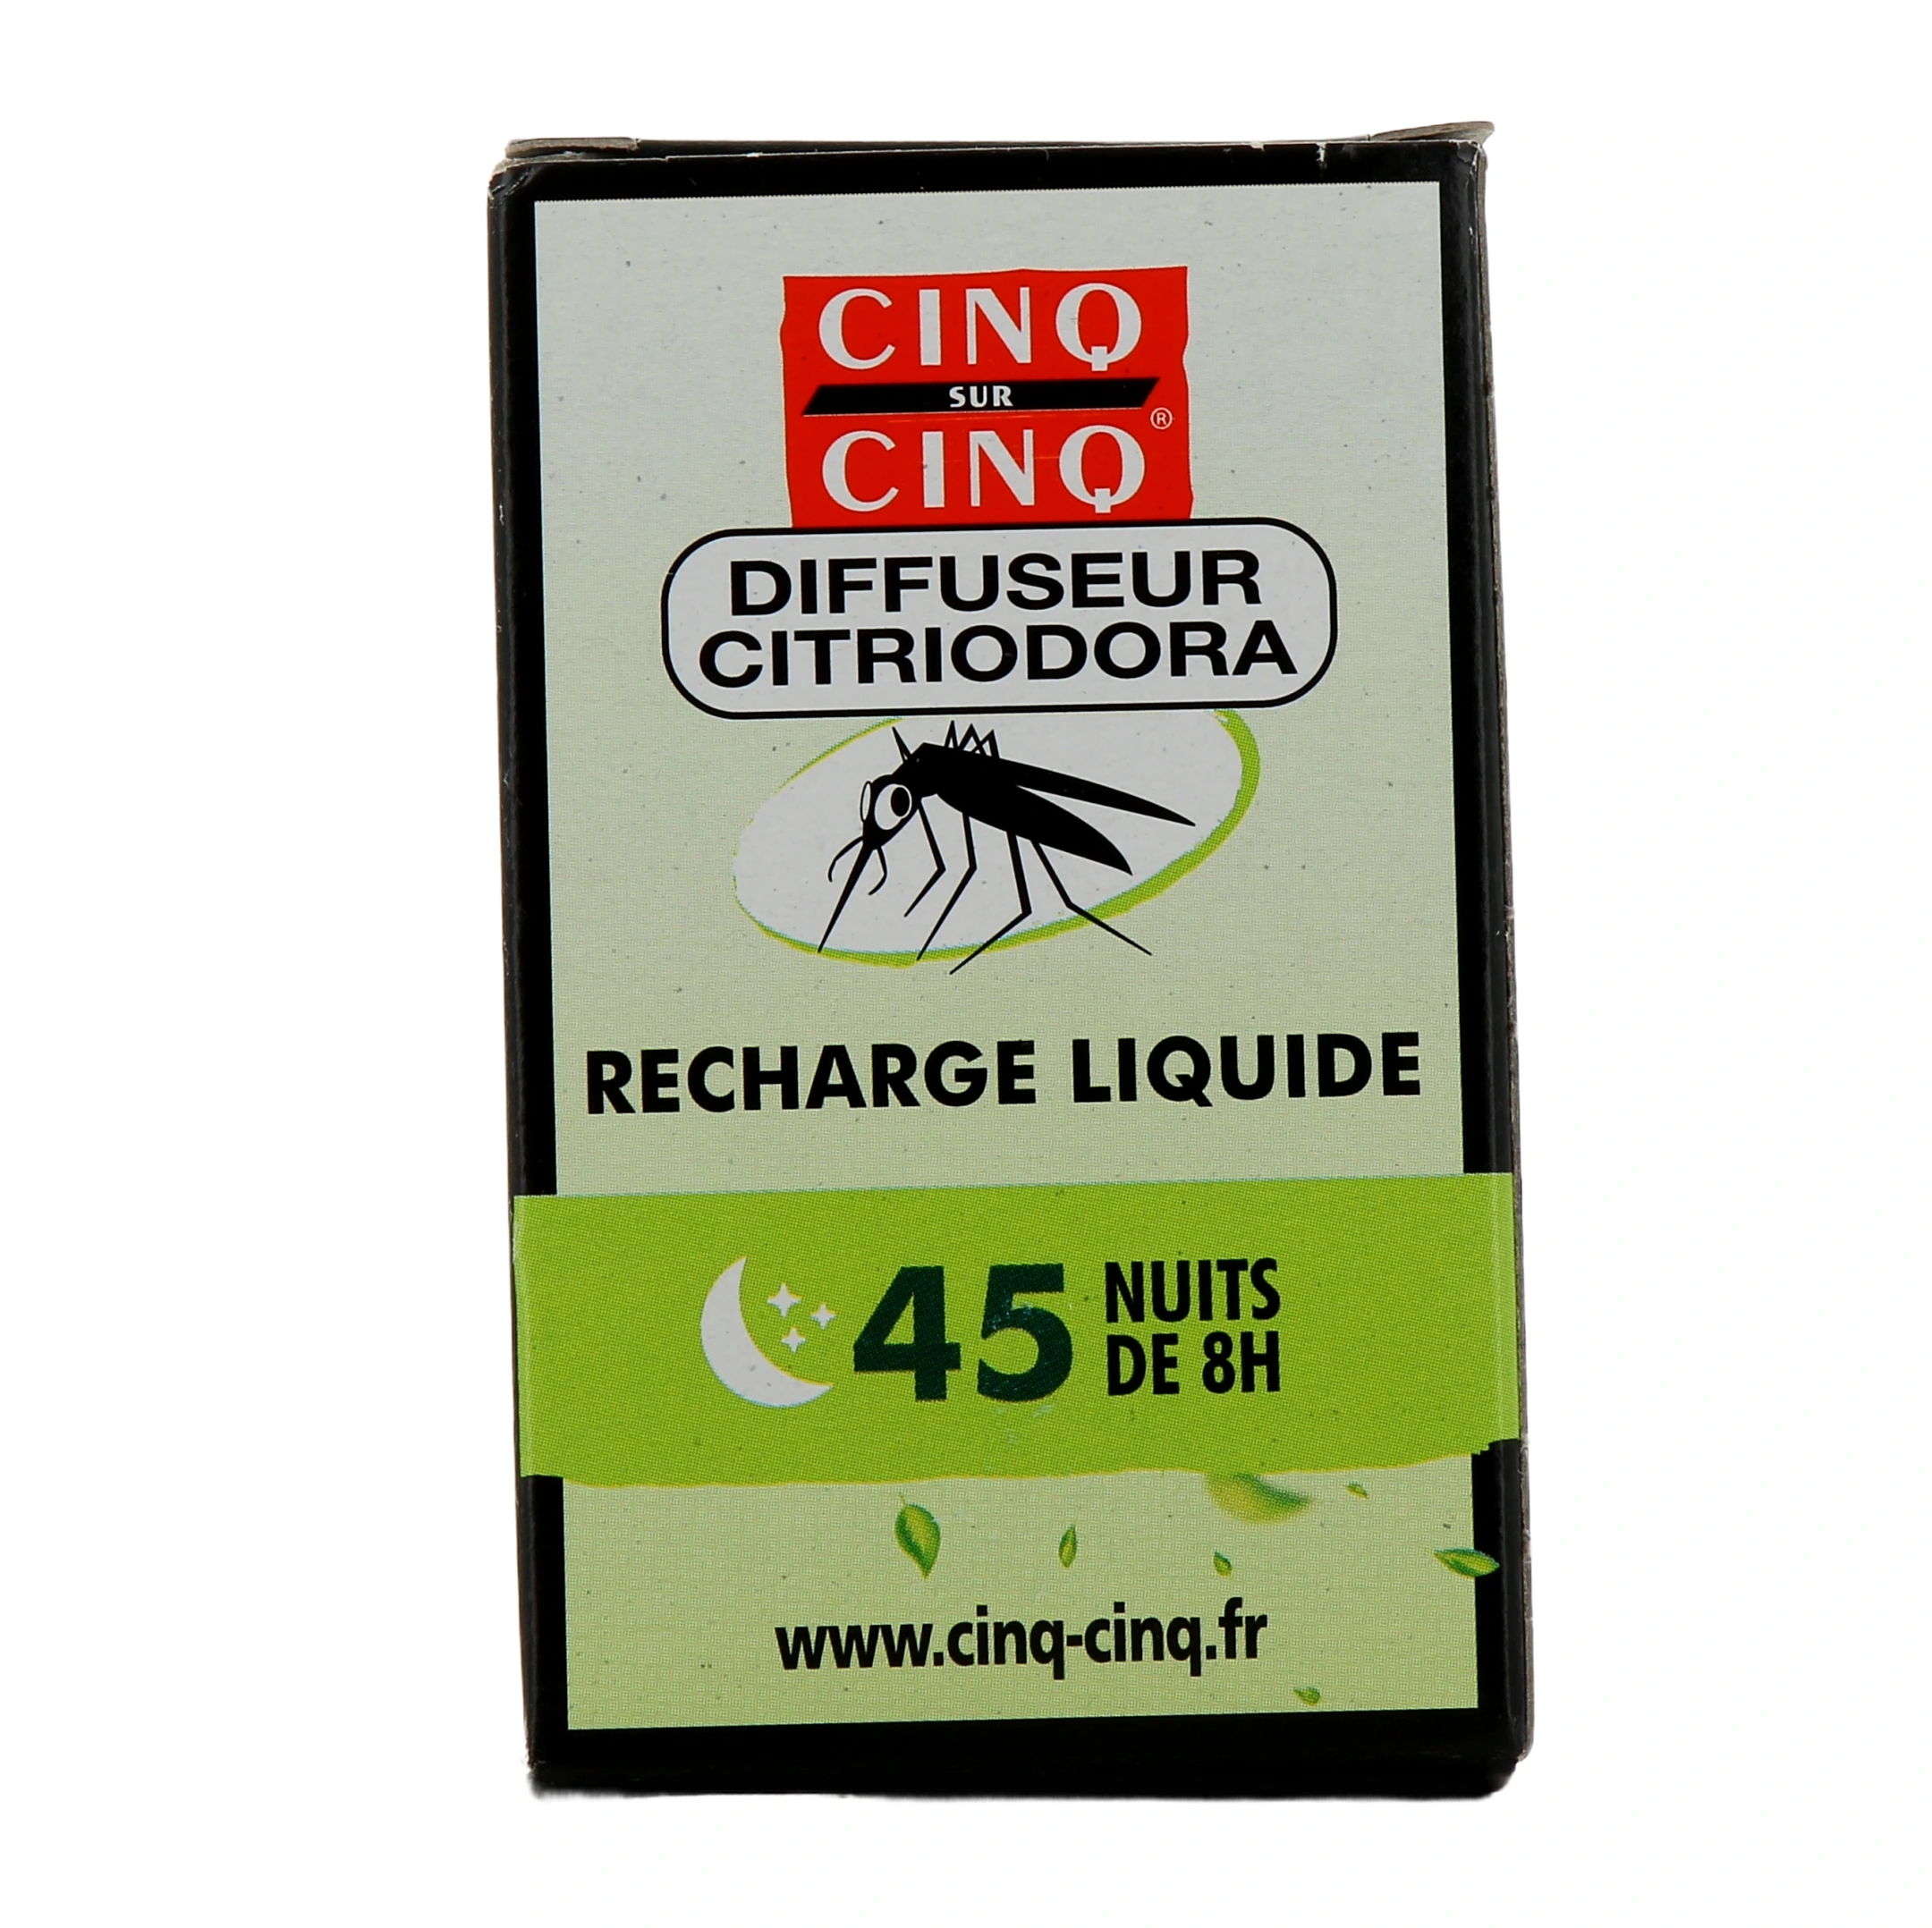 CINQ
SUR
CINQ®
DIFFUSEUR
CITRIODORA
RECHARGE LIQUIDE
45 NUITS
DE 8H
www.cinq-cinq.fr